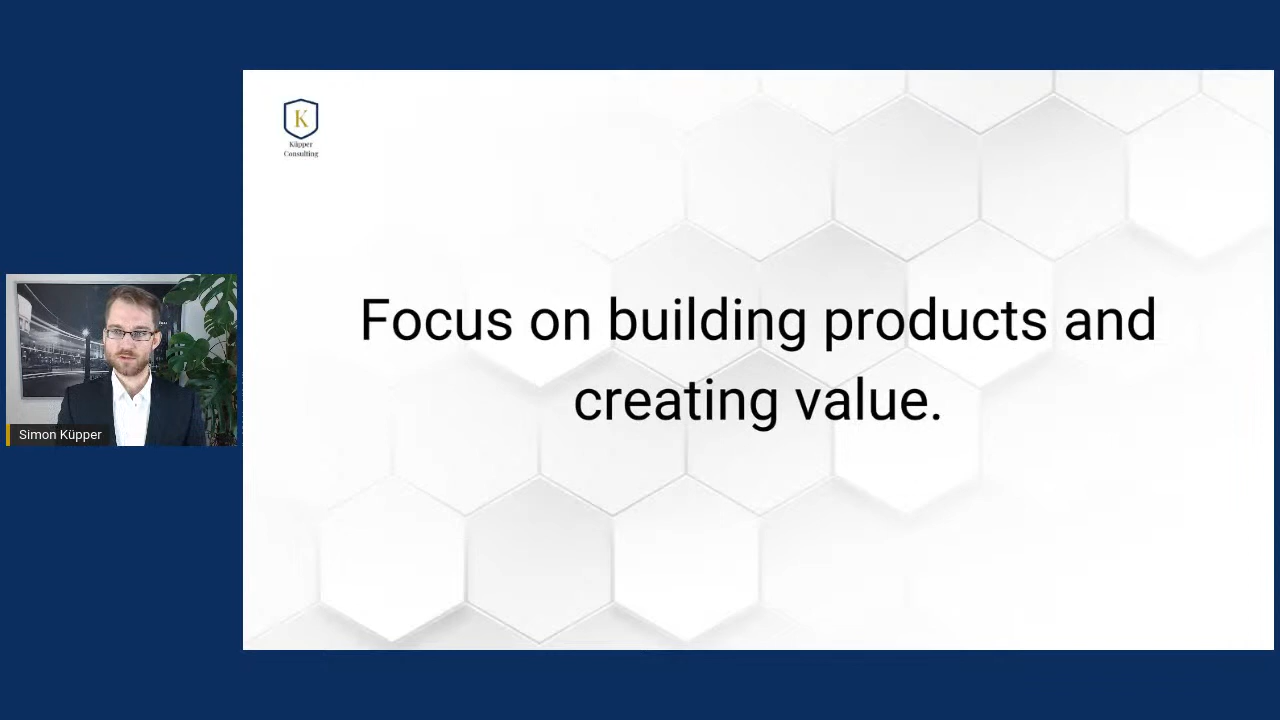 K
Küpper
Consulting
Focus on building products and
creating value.
Simon Küpper